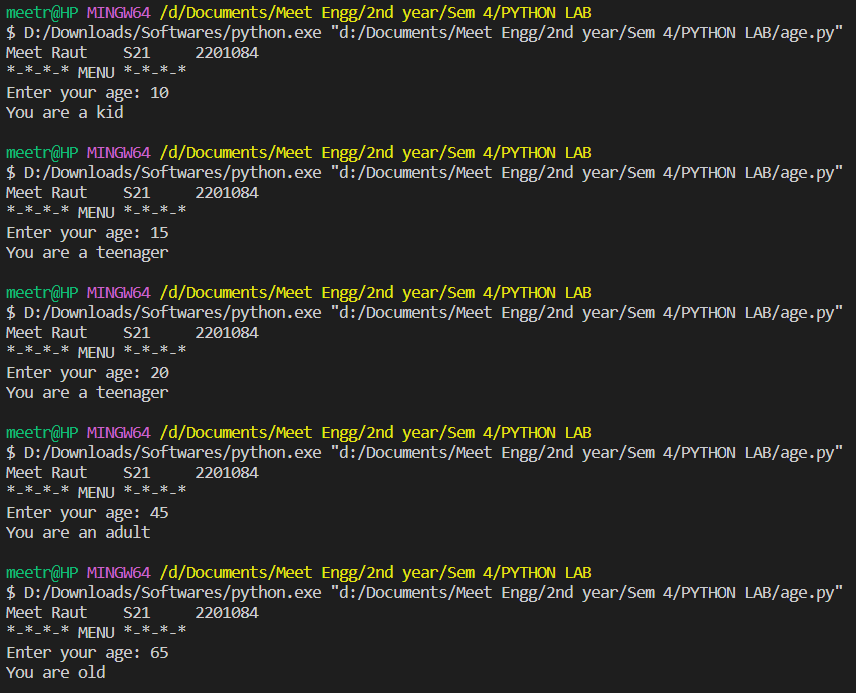 meetr@HP MINGW64 /d/Documents/Meet Engg/2nd year/Sem 4/PYTHON LAB
$ D:/Downloads/Softwares/python.exe "d:/Documents/Meet Engg/2nd year/Sem 4/PYTHON LAB/age.py"
Meet Raut    S21     2201084
*-*-*-* MENU *-*-*-*
Enter your age: 10
You are a kid

meetr@HP MINGW64 /d/Documents/Meet Engg/2nd year/Sem 4/PYTHON LAB
$ D:/Downloads/Softwares/python.exe "d:/Documents/Meet Engg/2nd year/Sem 4/PYTHON LAB/age.py"
Meet Raut    S21     2201084
*-*-*-* MENU *-*-*-*
Enter your age: 15
You are a teenager

meetr@HP MINGW64 /d/Documents/Meet Engg/2nd year/Sem 4/PYTHON LAB
$ D:/Downloads/Softwares/python.exe "d:/Documents/Meet Engg/2nd year/Sem 4/PYTHON LAB/age.py"
Meet Raut    S21     2201084
*-*-*-* MENU *-*-*-*
Enter your age: 20
You are a teenager

meetr@HP MINGW64 /d/Documents/Meet Engg/2nd year/Sem 4/PYTHON LAB
$ D:/Downloads/Softwares/python.exe "d:/Documents/Meet Engg/2nd year/Sem 4/PYTHON LAB/age.py"
Meet Raut    S21     2201084
*-*-*-* MENU *-*-*-*
Enter your age: 45
You are an adult

meetr@HP MINGW64 /d/Documents/Meet Engg/2nd year/Sem 4/PYTHON LAB
$ D:/Downloads/Softwares/python.exe "d:/Documents/Meet Engg/2nd year/Sem 4/PYTHON LAB/age.py"
Meet Raut    S21     2201084
*-*-*-* MENU *-*-*-*
Enter your age: 65
You are old